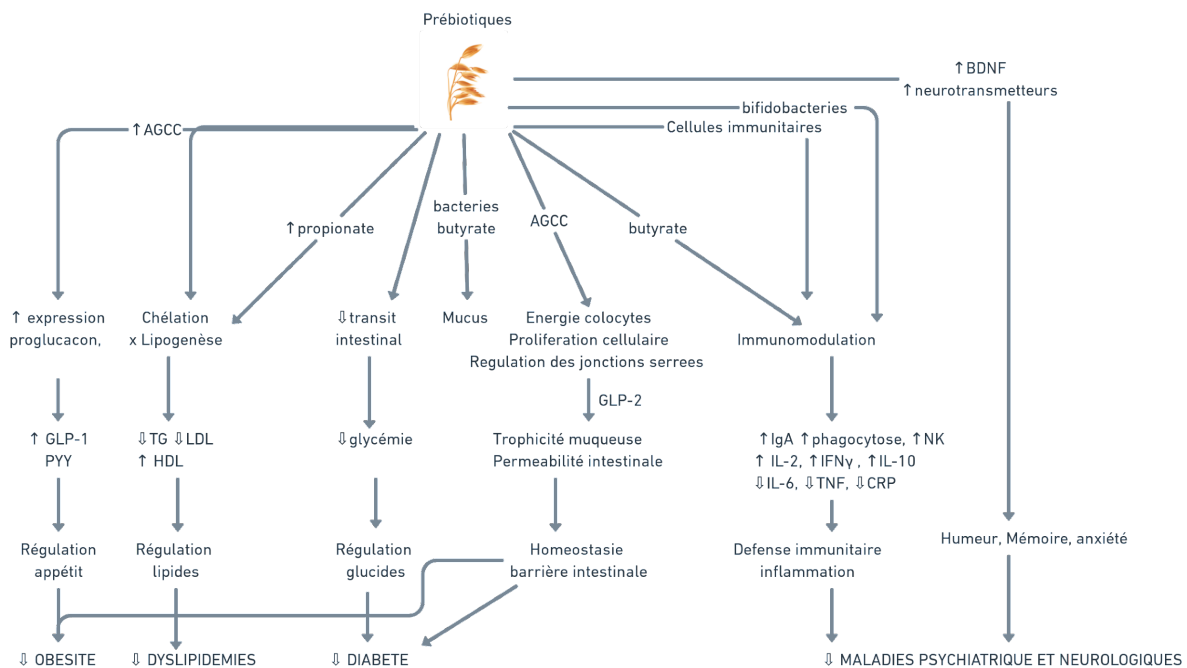 Prébiotiques
↑BDNF
↑neurotransmetteurs
bifidobacteries
Cellules immunitaires
↑AGCC
bacteries
butyrate
↑propionate
AGCC
butyrate
↑ expression
proglucacon,
Chélation
x Lipogenèse
⇩transit
intestinal
Mucus
Energie colocytes
Proliferation cellulaire
Regulation des jonctions serrees
Immunomodulation
GLP-2
↑ GLP-1
PYY
⇩TG ⇩LDL
↑ HDL
⇩glycémie
Trophicité muqueuse
Permeabilité intestinale
↑IgA ↑phagocytose, ↑NK
↑ IL-2, ↑IFNγ , ↑IL-10
⇩IL-6, ⇩TNF, ⇩CRP
Régulation
appétit
Régulation
lipides
Régulation
glucides
Homeostasie
barrière intestinale
Defense immunitaire
inflammation
Humeur, Mémoire, anxiété
⇩ OBESITE
⇩ DYSLIPIDEMIES
⇩ DIABETE
⇩ MALADIES PSYCHIATRIQUE ET NEUROLOGIQUES